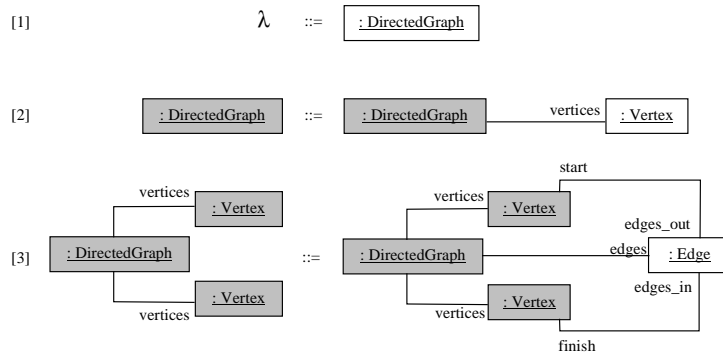 [1] λ ::= : DirectedGraph
[2] : DirectedGraph ::= : DirectedGraph vertices : Vertex
start
vertices vertices
: Vertex : Vertex
edges_out
[3] : DirectedGraph ::= : DirectedGraph edges : Edge
edges_in
: Vertex : Vertex
vertices vertices
finish